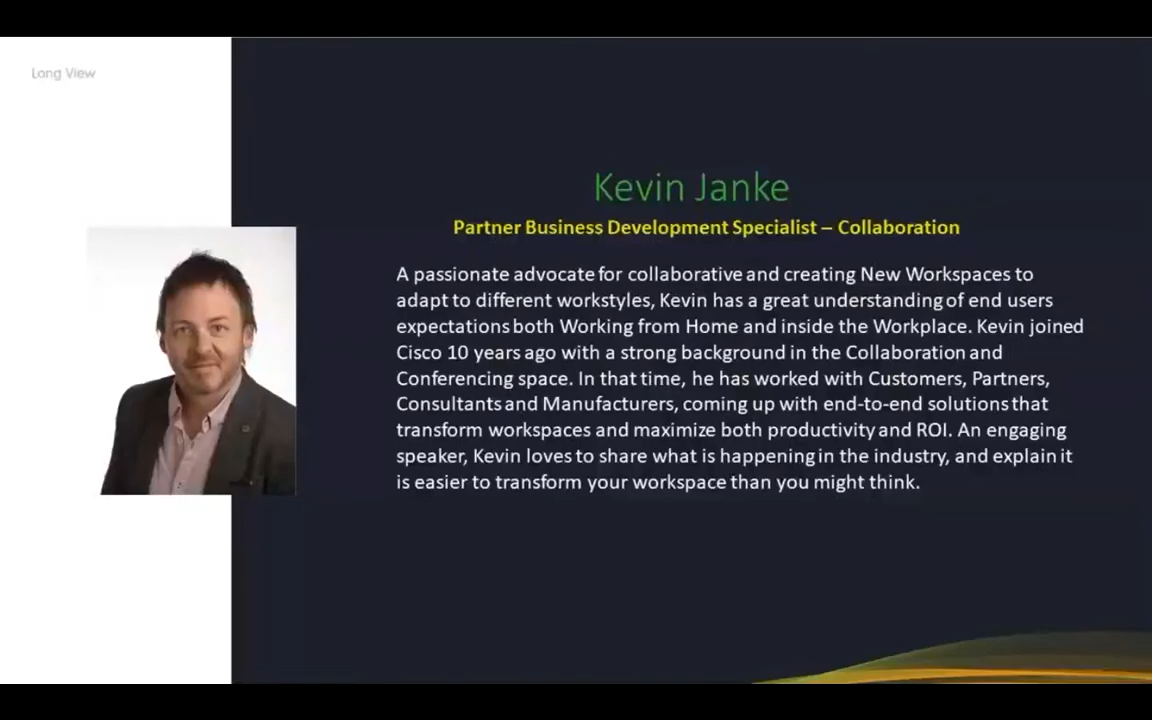 Long View
Kevin Janke
Partner Business Development Specialist – Collaboration
A passionate advocate for collaborative and creating New Workspaces to
adapt to different workstyles, Kevin has a great understanding of end users
expectations both Working from Home and inside the Workplace. Kevin joined
Cisco 10 years ago with a strong background in the Collaboration and
Conferencing space. In that time, he has worked with Customers, Partners,
Consultants and Manufacturers, coming up with end-to-end solutions that
transform workspaces and maximize both productivity and ROI. An engaging
speaker, Kevin loves to share what is happening in the industry, and explain it
is easier to transform your workspace than you might think.